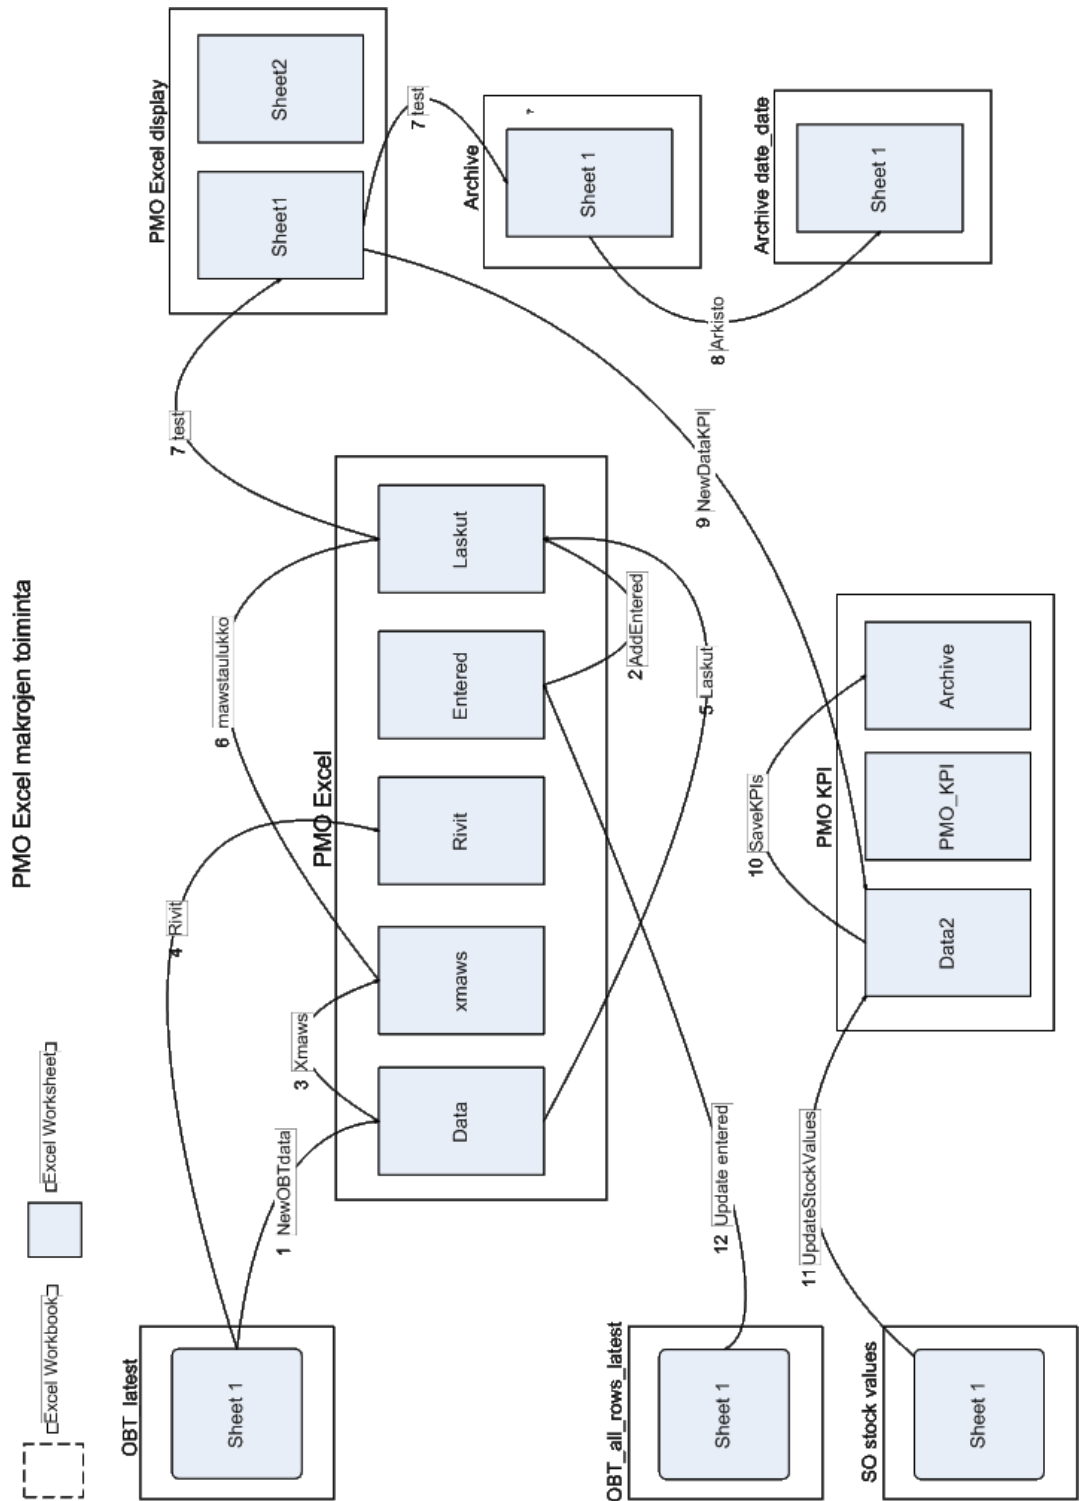 PMO Excel makrojen toiminta
Excel Workbook
Excel Worksheet
OBT latest
Sheet 1
1 NewOBTdata
4 Rivit
3 Xmaws
6 mawstaulukko
7 test
PMO Excel
Data
xmaws
Rivit
Entered
Laskut
2 AddEntered
5 Laskut
PMO Excel display
Sheet1
Sheet2
7 test
Archive
Sheet 1
?
8 Arkisto
Archive date_date
Sheet 1
9 NewDataKPI
OBT_all_rows_latest
Sheet 1
12 Update entered
SO stock values
Sheet 1
11 UpdateStockValues
10 SaveKPIs
PMO KPI
Data2
PMO_KPI
Archive